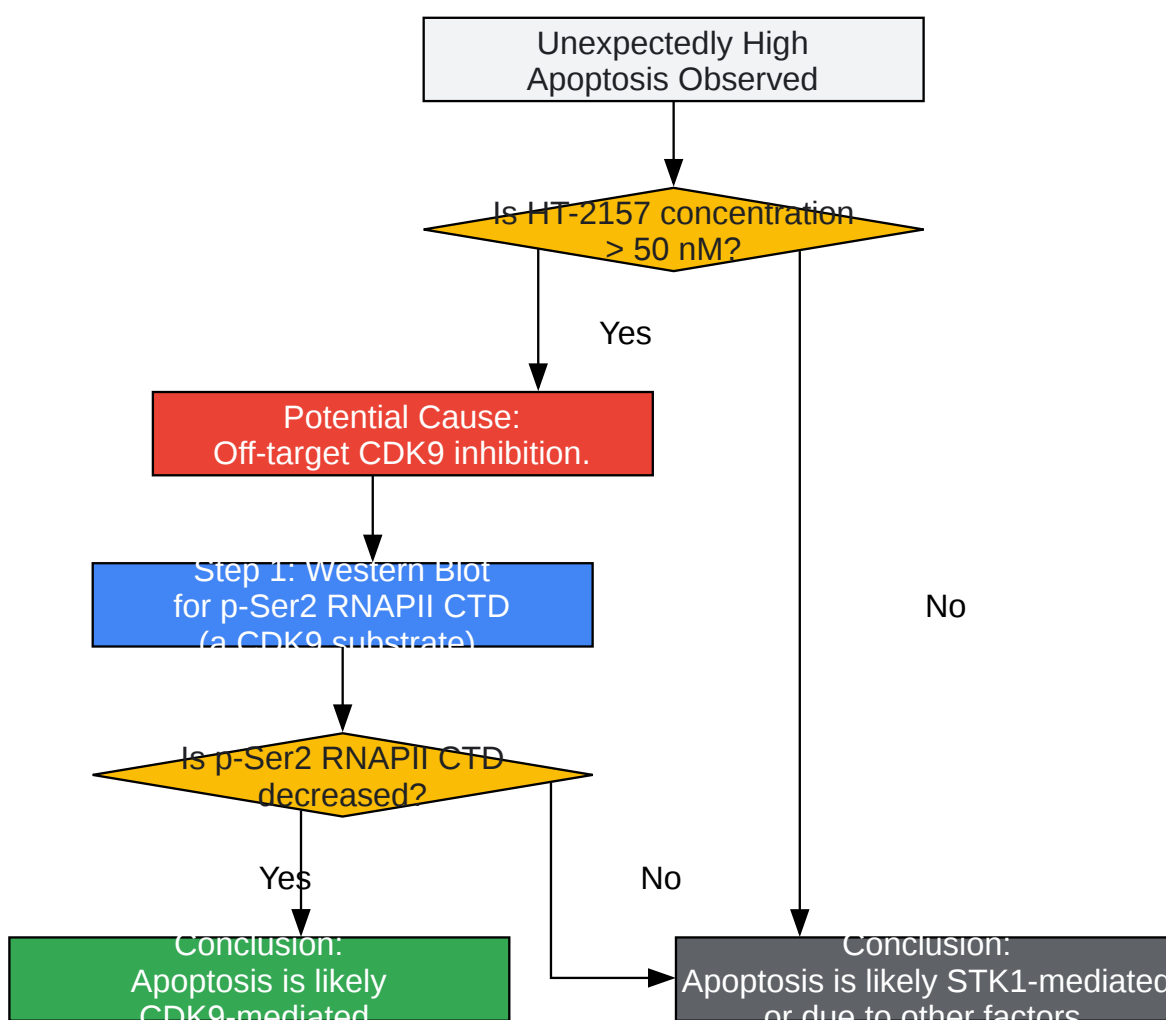 Unexpectedly High
Apoptosis Observed
Is HT-2157 concentration
> 50 nM?
Yes
Potential Cause:
Off-target CDK9 inhibition.
Step 1: Western Blot
for p-Ser2 RNAPII CTD
(a CDK9 substrate)
No
Is p-Ser2 RNAPII CTD
decreased?
Yes
No
Conclusion:
Apoptosis is likely
CDK9-mediated.
Conclusion:
Apoptosis is likely STK1-mediated
or due to other factors.